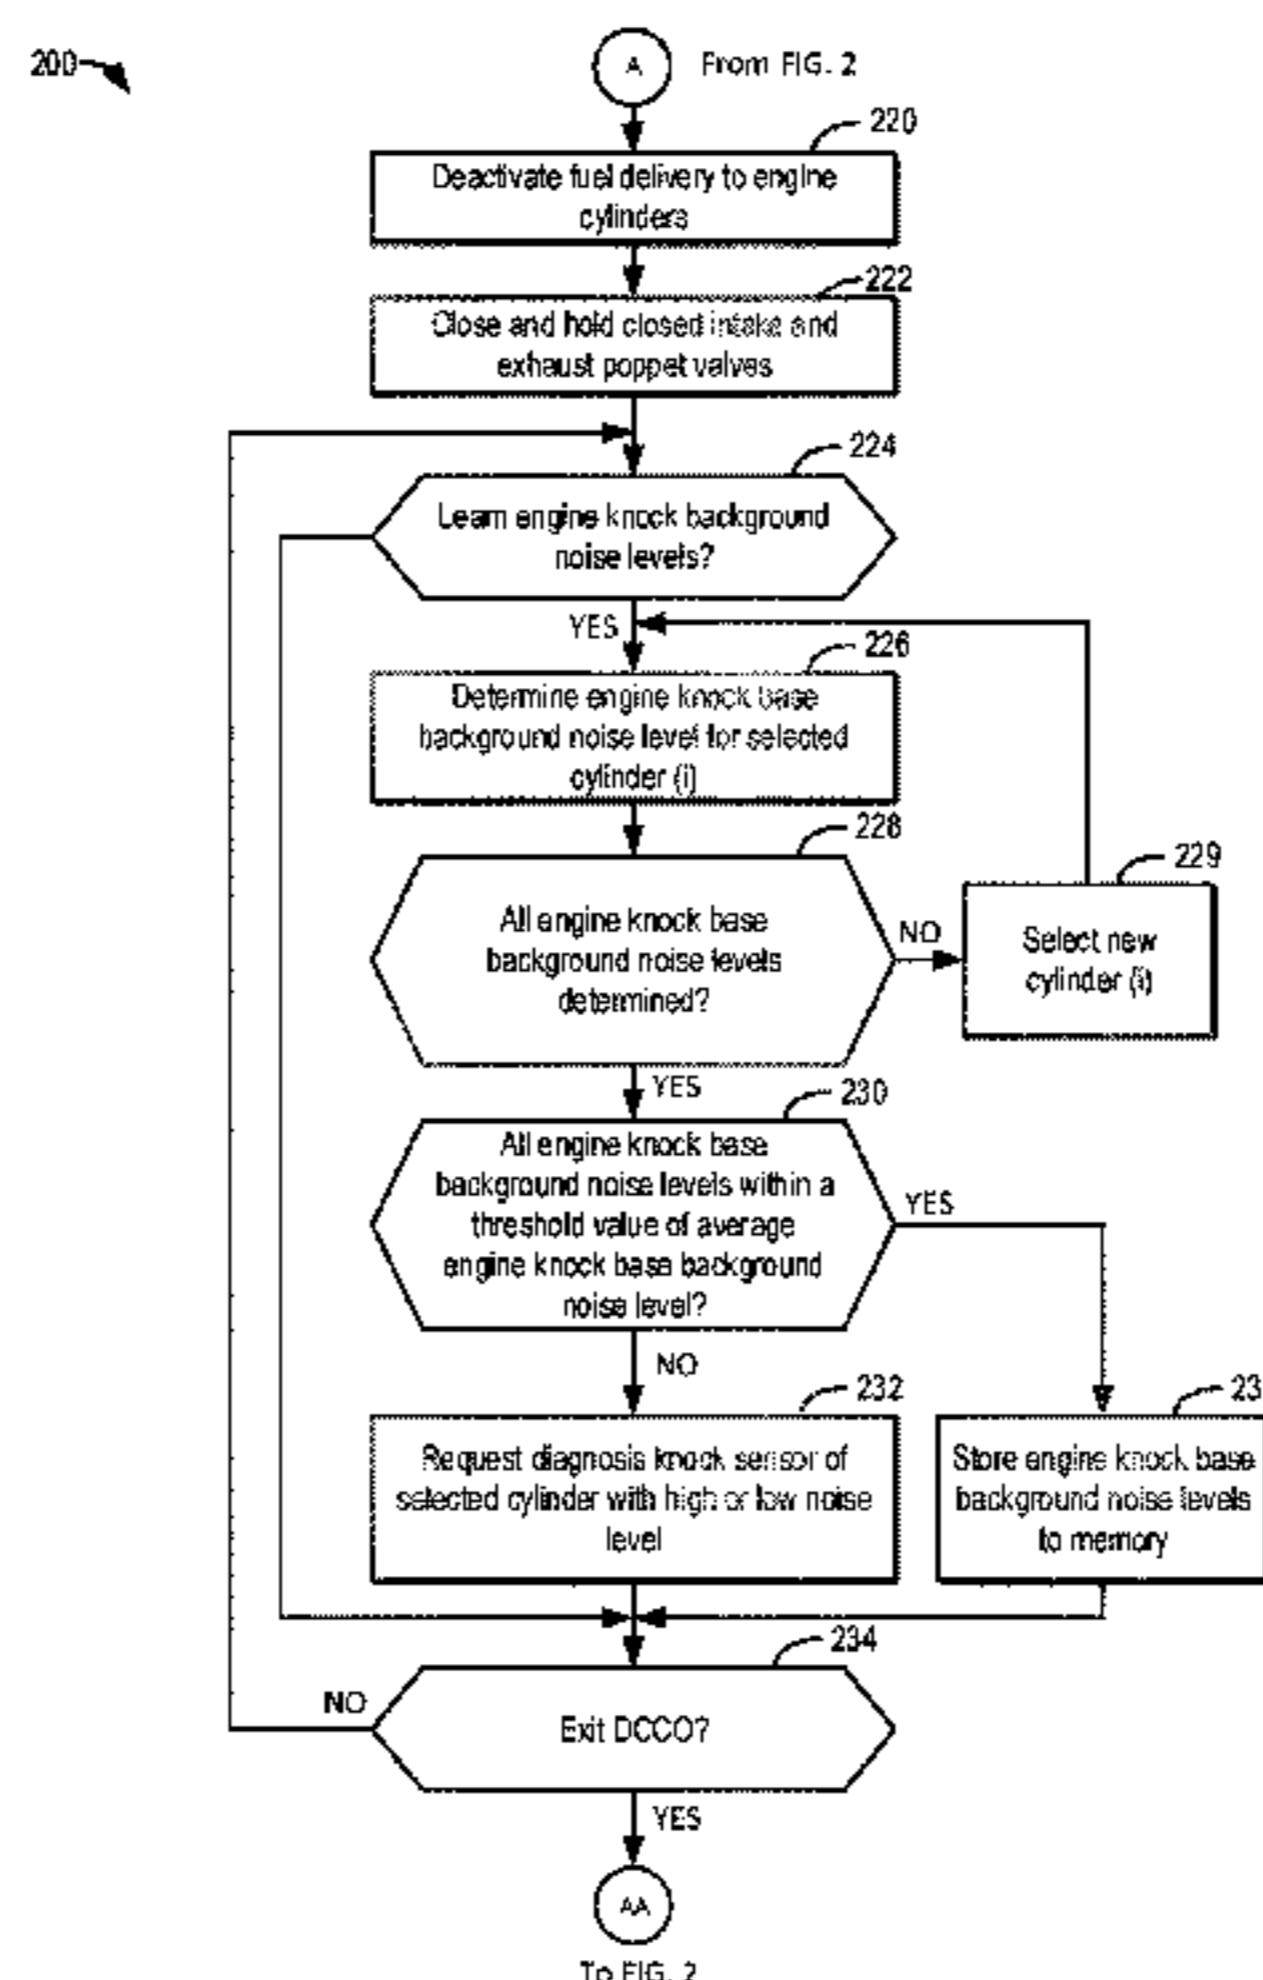 200
A
From FIG. 2
220
Deactivate fuel delivery to engine
cylinders
222
Close and hold closed intake and
exhaust poppet valves
224
Learn engine knock background
noise levels?
YES
226
Determine engine knock base
background noise level for selected
cylinder (i)
228
All engine knock base
background noise levels
determined?
NO
229
Select new
cylinder (i)
YES
230
All engine knock base
background noise levels within a
threshold value of average
engine knock base background
noise level?
YES
NO
232
Request diagnosis knock sensor of
selected cylinder with high or low noise
level
23
Store engine knock base
background noise levels
to memory
234
Exit DCCO?
NO
YES
AA
To FIG. 2